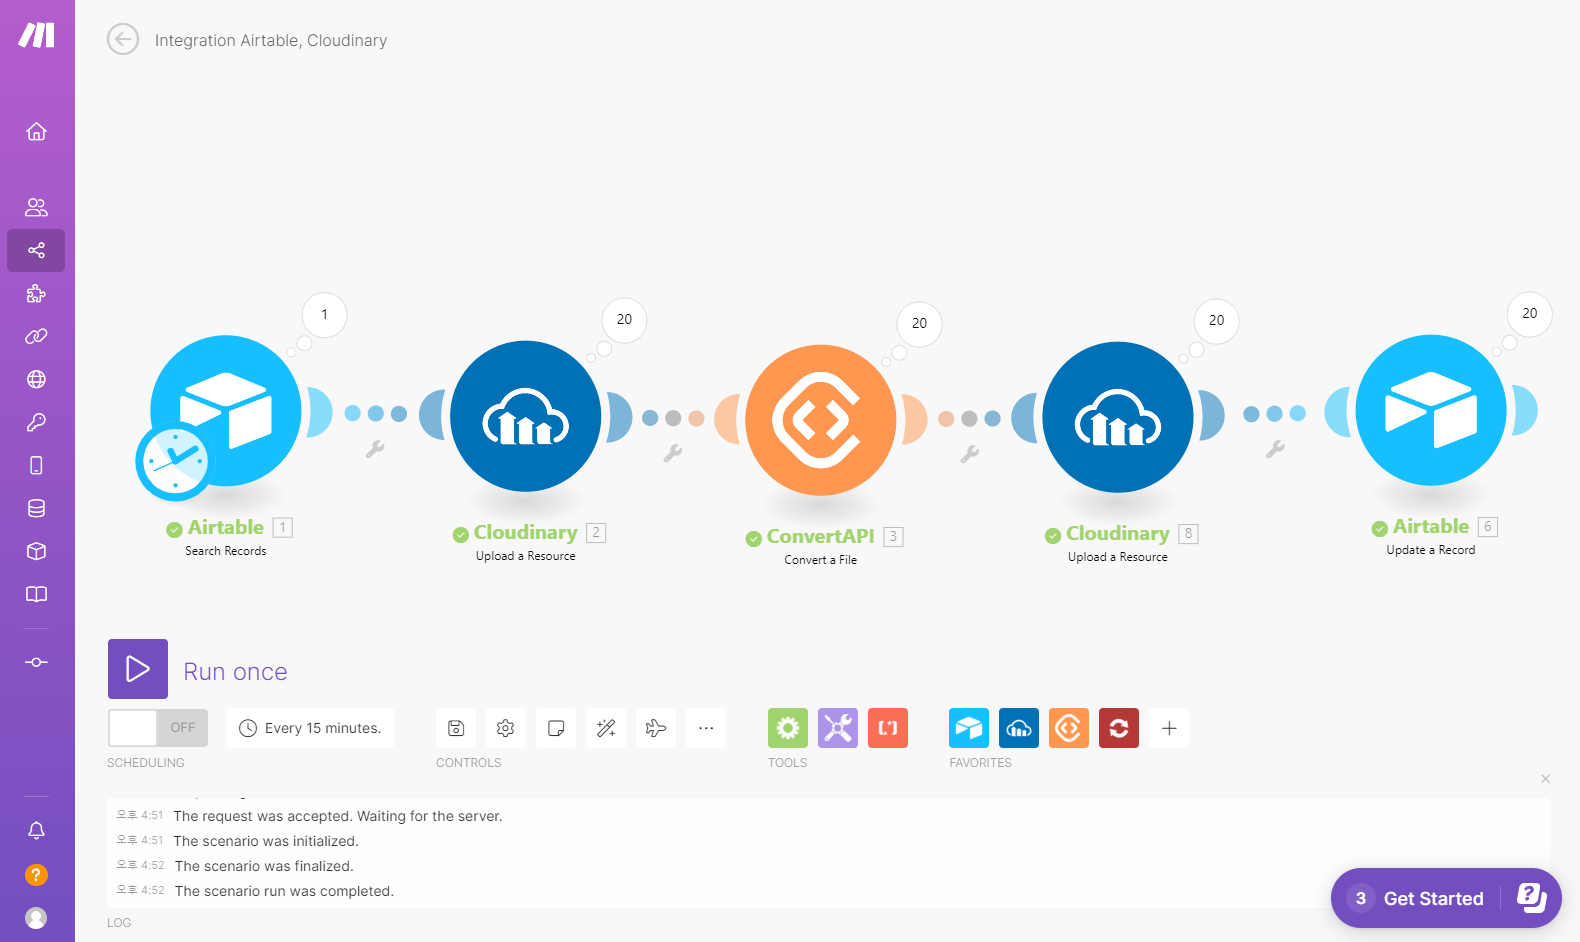 Integration Airtable, Cloudinary
1
20
20
20
20
Airtable 1
Search Records
Cloudinary 2
Upload a Resource
ConvertAPI 3
Convert a File
Cloudinary 8
Upload a Resource
Airtable 6
Update a Record
Run once
OFF
Every 15 minutes.
SCHEDULING
CONTROLS
TOOLS
FAVORITES
오후 4:51 The request was accepted. Waiting for the server.
오후 4:51 The scenario was initialized.
오후 4:52 The scenario was finalized.
오후 4:52 The scenario run was completed.
LOG
3 Get Started